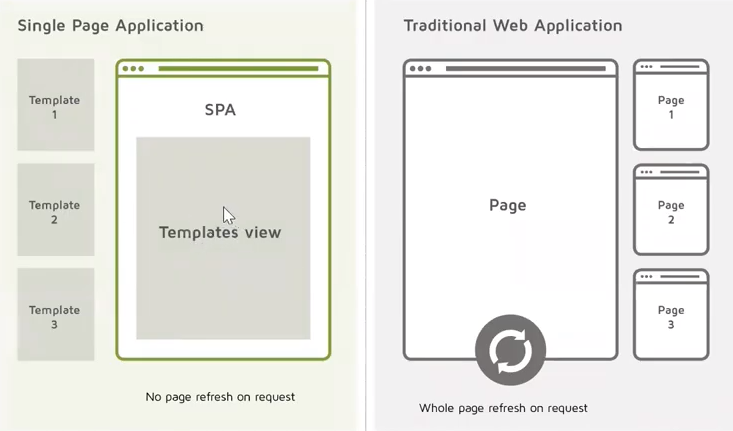 Single Page Application
Template
1
Template
2
Template
3
SPA
Templates view
No page refresh on request
Traditional Web Application
Page
Page
1
Page
2
Page
3
Whole page refresh on request